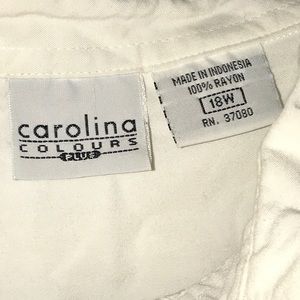 carolina
COLOURS
PLUS
MADE IN INDONESIA
100% RAYON
18W
RN. 37080